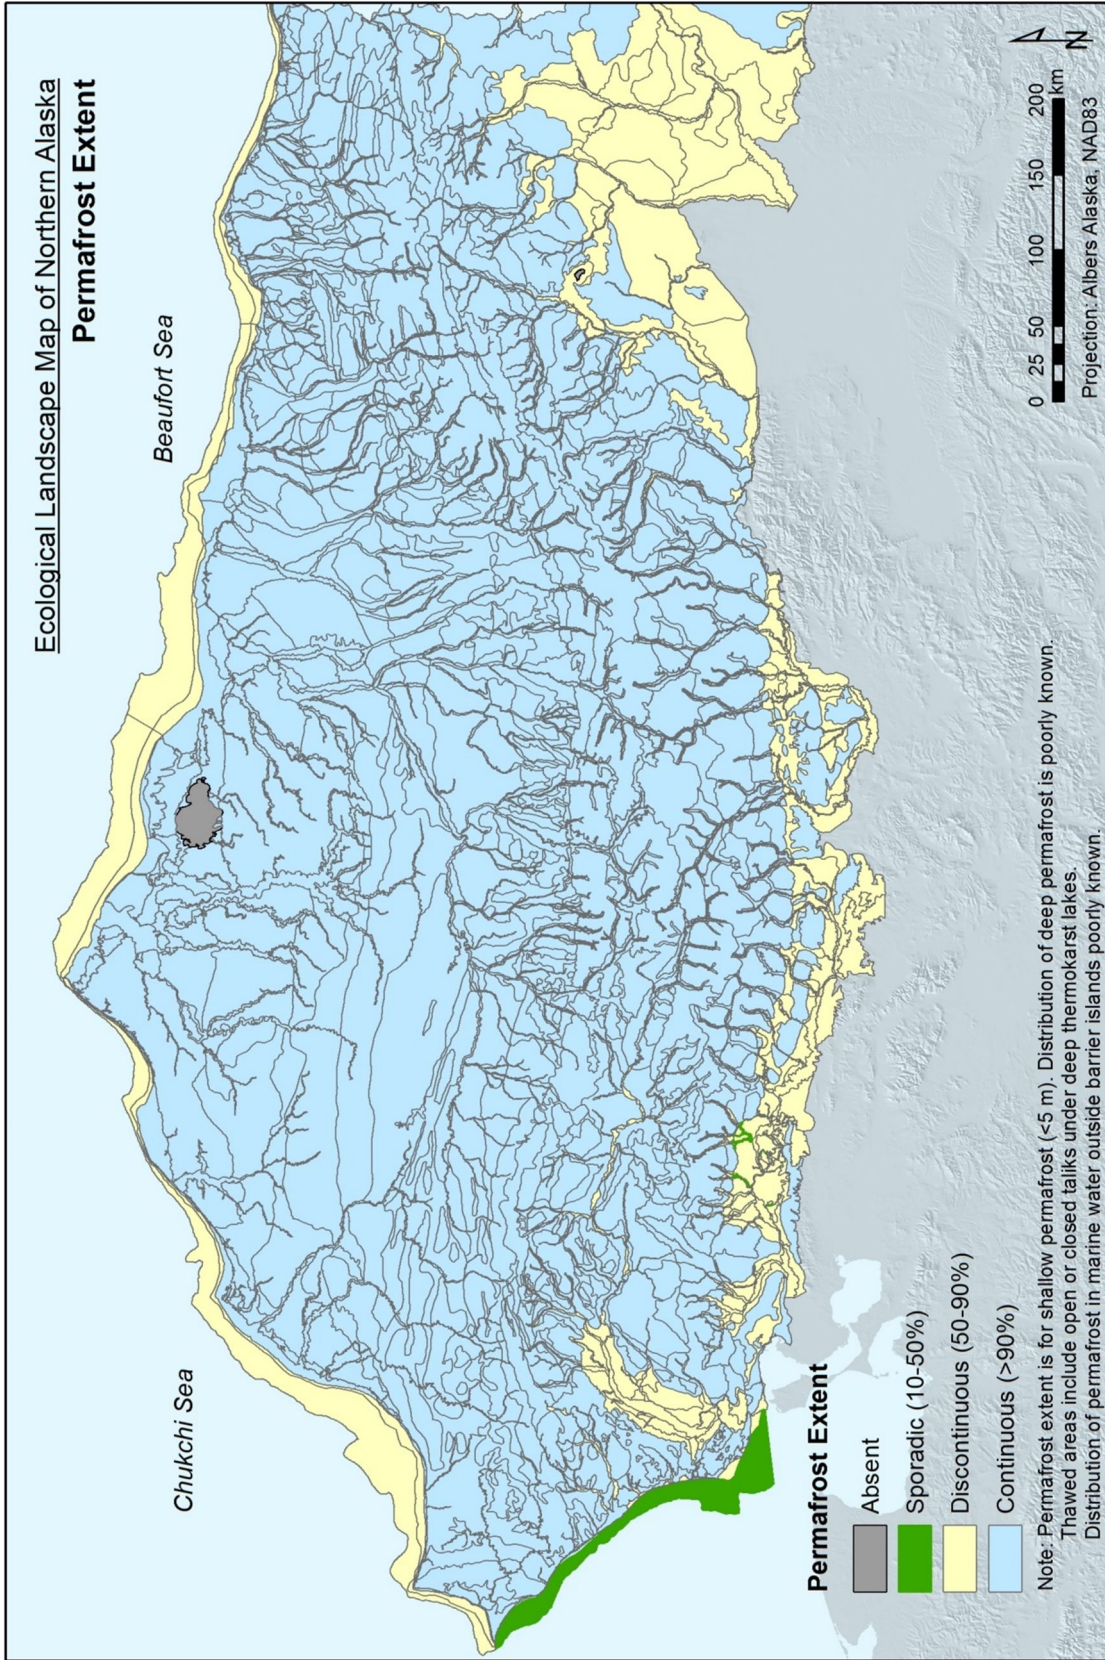 Ecological Landscape Map of Northern Alaska
Permafrost Extent
Chukchi Sea
Beaufort Sea
Permafrost Extent
Absent
Sporadic (10-50%)
Discontinuous (50-90%)
Continuous (>90%)
0 25 50 100 150 200
km
N
Projection: Albers Alaska, NAD83
Note: Permafrost extent is for shallow permafrost (<5 m). Distribution of deep permafrost is poorly known.
Thawed areas include open or closed taliks under deep thermokarst lakes.
Distribution of permafrost in marine water outside barrier islands poorly known.